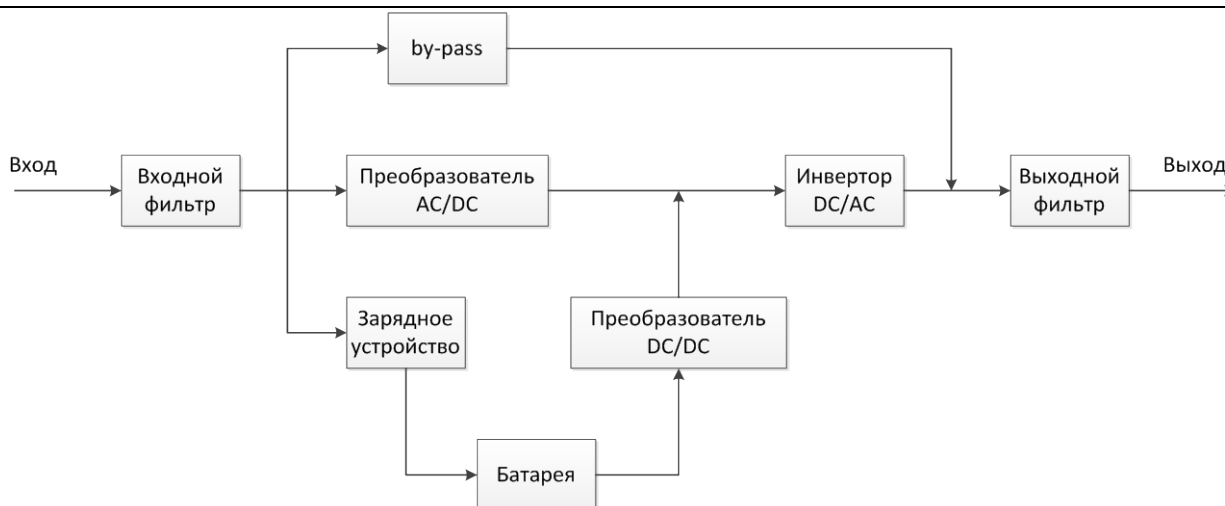 by-pass
Вход
Входной
фильтр
Преобразователь
AC/DC
Инвертор
DC/AC
Выходной
фильтр
Выход
Зарядное
устройство
Преобразователь
DC/DC
Батарея